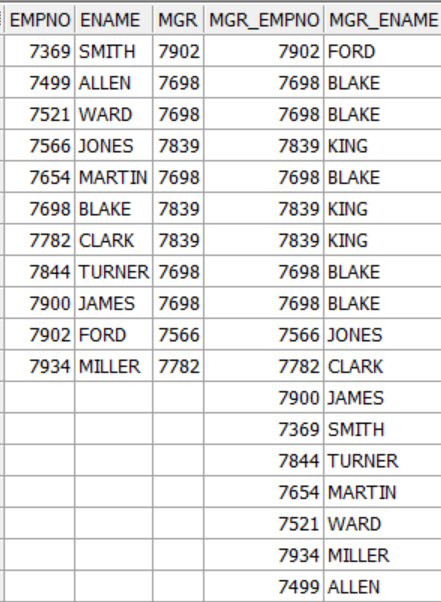 EMPNO ENAME MGR MGR_EMPNO MGR_ENAME
7369 SMITH 7902 7902 FORD
7499 ALLEN 7698 7698 BLAKE
7521 WARD 7698 7698 BLAKE
7566 JONES 7839 7839 KING
7654 MARTIN 7698 7698 BLAKE
7698 BLAKE 7839 7839 KING
7782 CLARK 7839 7839 KING
7844 TURNER 7698 7698 BLAKE
7900 JAMES 7698 7698 BLAKE
7902 FORD 7566 7566 JONES
7934 MILLER 7782 7782 CLARK
7900 JAMES
7369 SMITH
7844 TURNER
7654 MARTIN
7521 WARD
7934 MILLER
7499 ALLEN